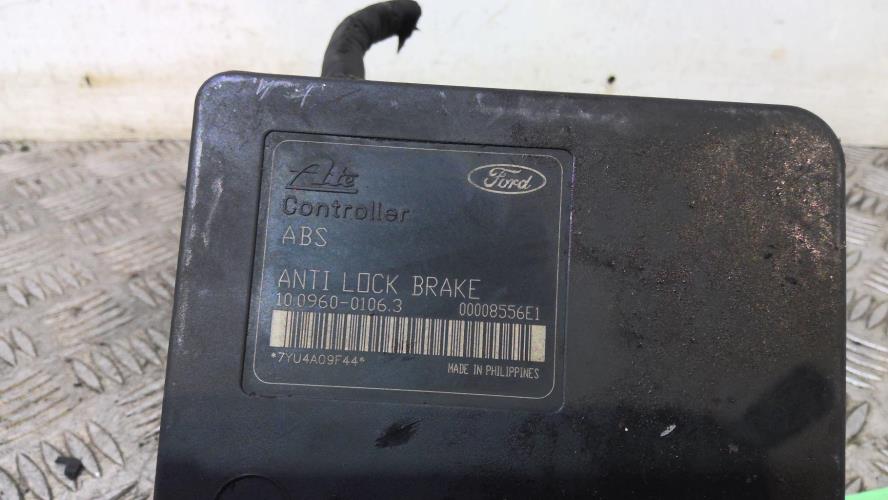 Ate
Ford
Controller
ABS
ANTI LOCK BRAKE
10.0960-0106.3 00008556E1
*7YU4A09F44*
MADE IN PHILIPPINES